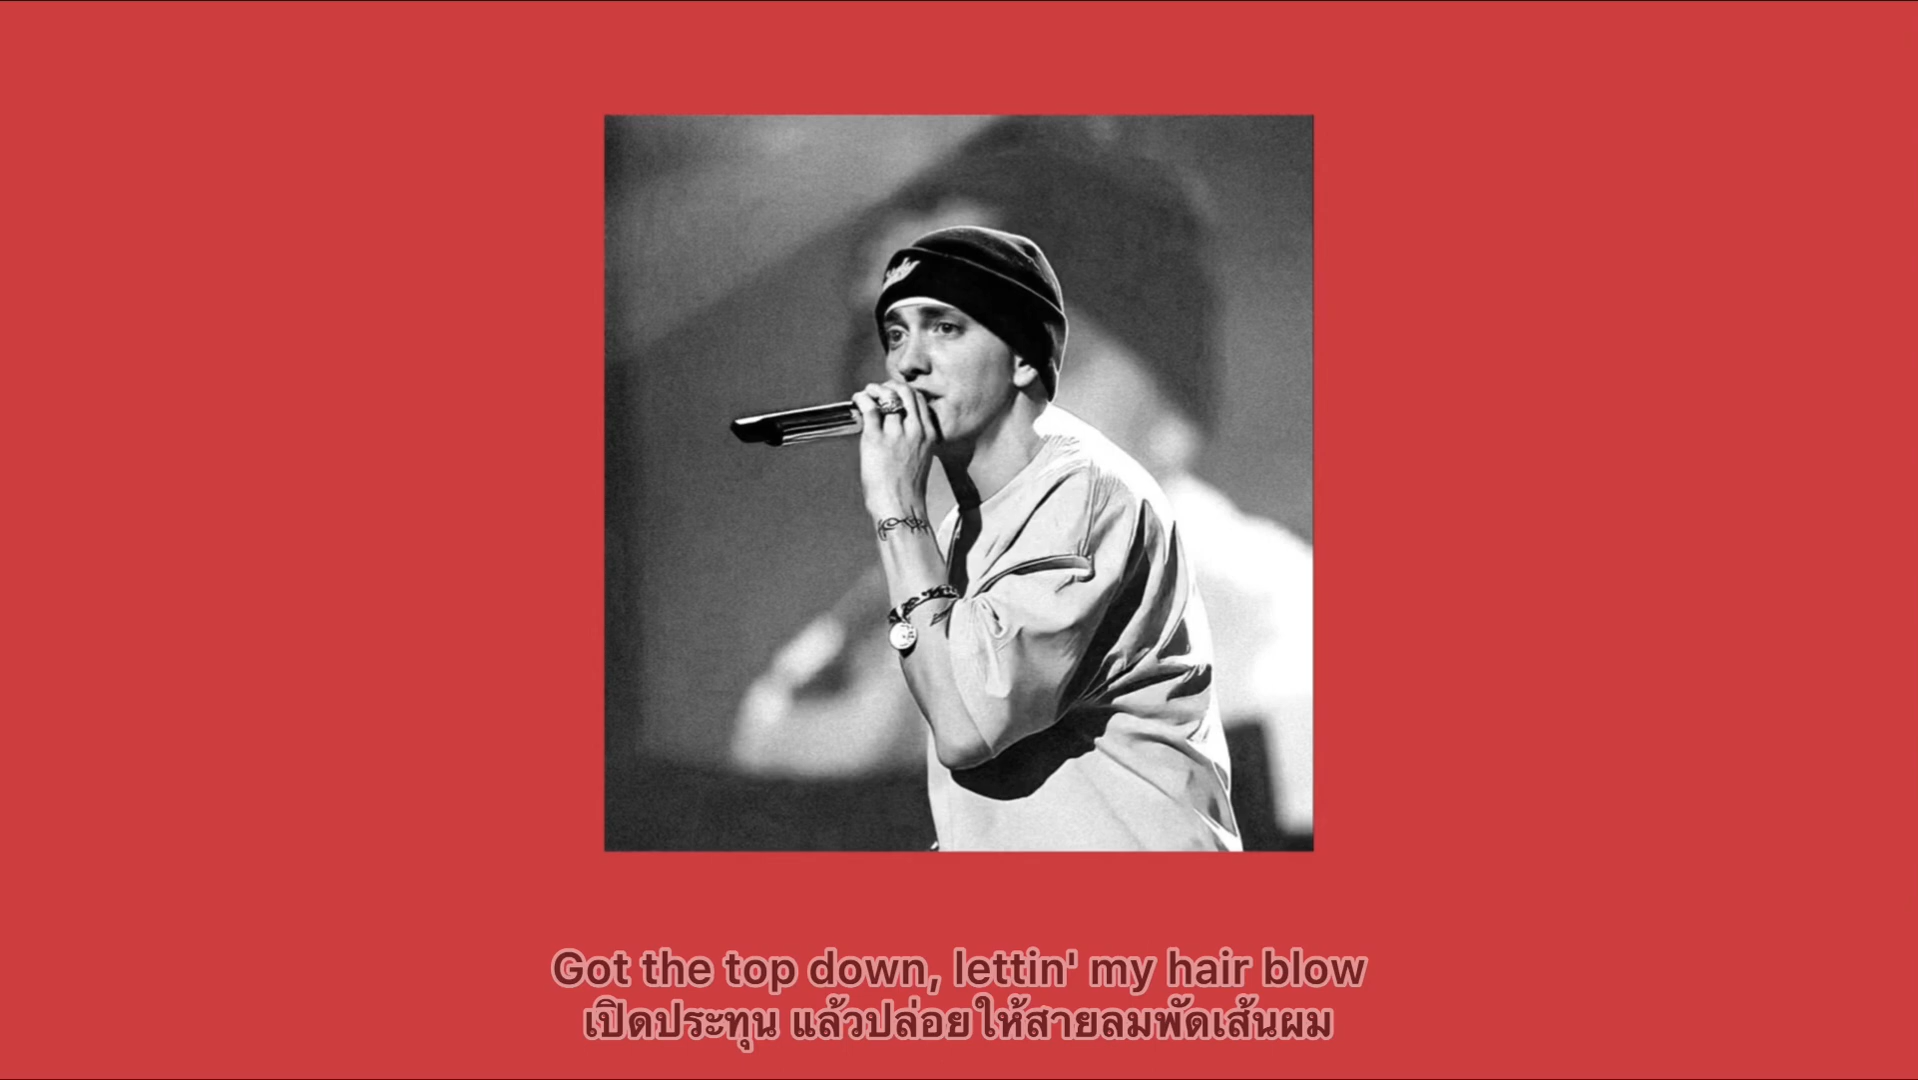 Got the top down, lettin' my hair blow
เปิดประทุน แล้วปล่อยให้สายลมพัดเส้นผม